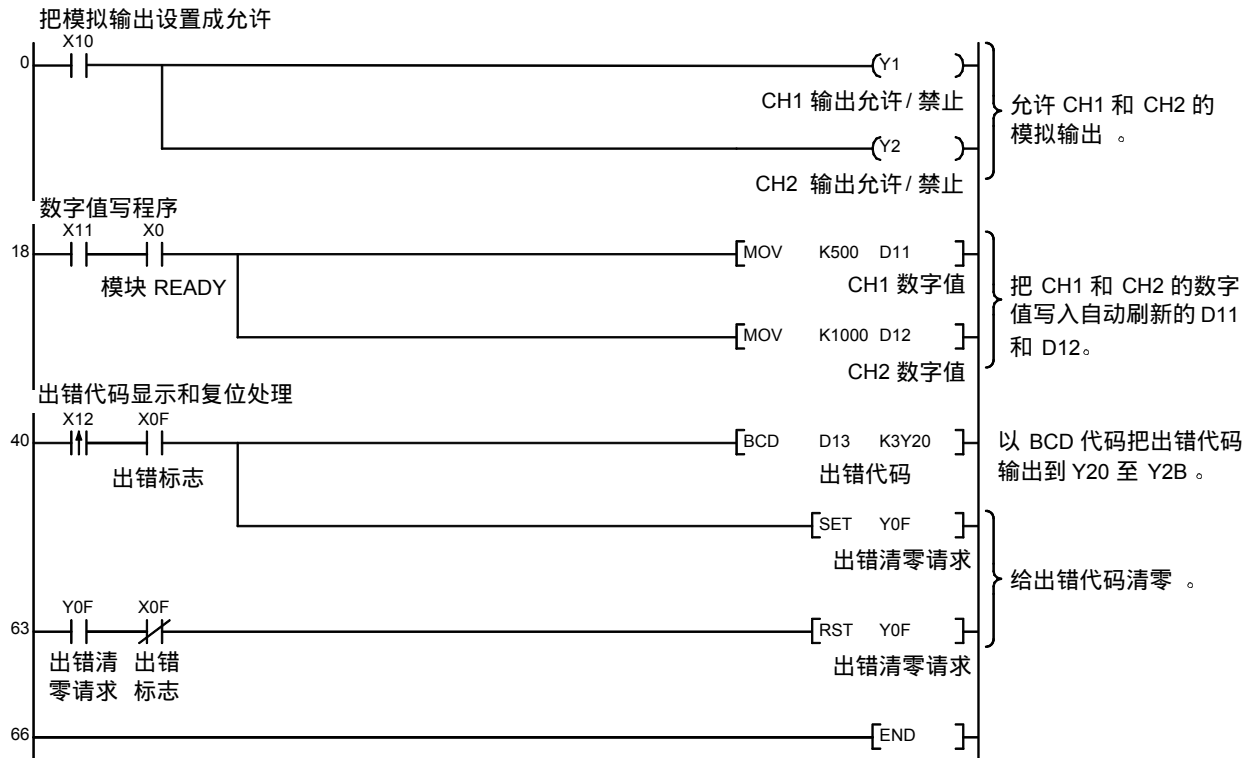 把模拟输出设置成允许
X10
0
Y1
CH1 输出允许/ 禁止
允许 CH1 和 CH2 的
模拟输出 。
Y2
CH2 输出允许/ 禁止
数字值写程序
X11 X0
18
MOV K500 D11
模块 READY
CH1 数字值
把 CH1 和 CH2 的数字
值写入自动刷新的 D11
和 D12。
MOV K1000 D12
CH2 数字值
出错代码显示和复位处理
X12 X0F
40
BCD D13 K3Y20
出错标志
出错代码
以 BCD 代码把出错代码
输出到 Y20 至 Y2B 。
SET Y0F
出错清零请求
给出错代码清零 。
Y0F X0F
63
RST Y0F
出错清 出错
零请求 标志
出错清零请求
66
END